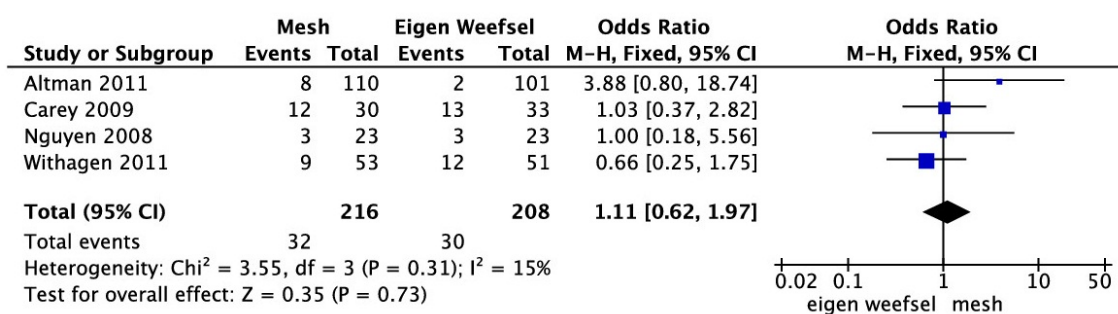 Mesh Eigen Weefsel Odds Ratio Odds Ratio
Study or Subgroup Events Total Events Total M-H, Fixed, 95% CI M-H, Fixed, 95% CI
Altman 2011 8 110 2 101 3.88 [0.80, 18.74]
Carey 2009 12 30 13 33 1.03 [0.37, 2.82]
Nguyen 2008 3 23 3 23 1.00 [0.18, 5.56]
Withagen 2011 9 53 12 51 0.66 [0.25, 1.75]
Total (95% CI) 216 208 1.11 [0.62, 1.97]
Total events 32 30
Heterogeneity: Chi² = 3.55, df = 3 (P = 0.31); I² = 15%
Test for overall effect: Z = 0.35 (P = 0.73)
0.02 0.1 1 10 50
eigen weefsel mesh